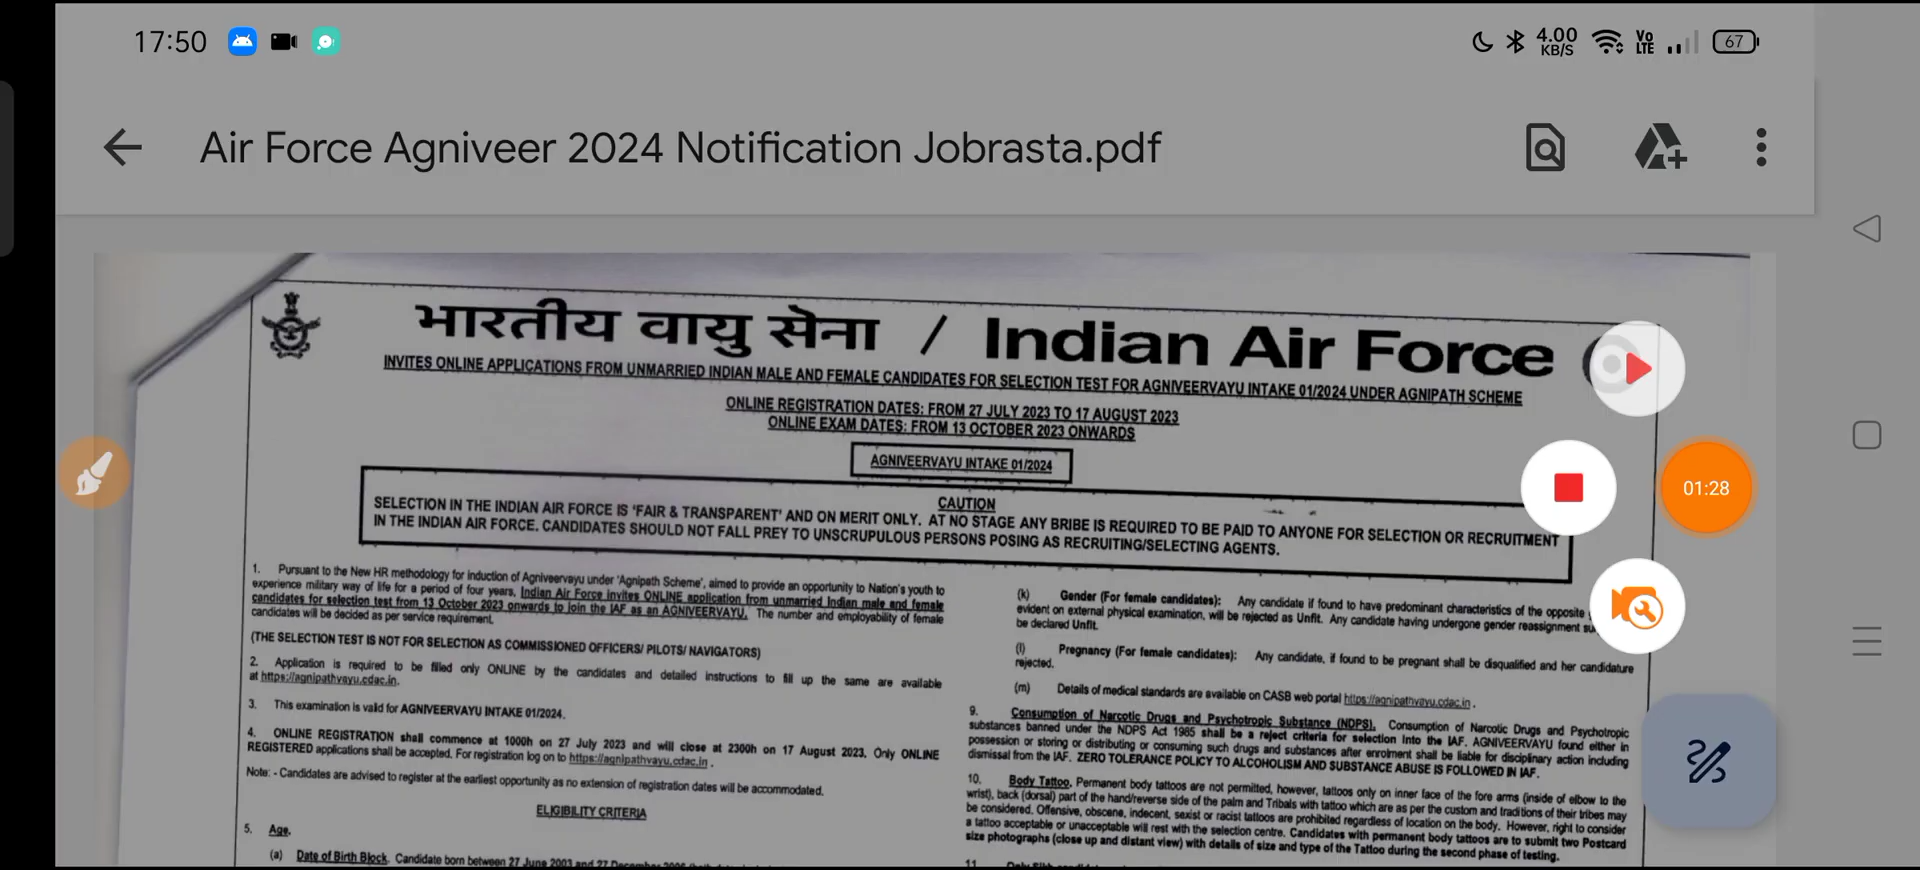 17:50
4.00 KB/S
Vo LTE
67
Air Force Agniveer 2024 Notification Jobrasta.pdf
भारतीय वायु सेना / Indian Air Force
INVITES ONLINE APPLICATIONS FROM UNMARRIED INDIAN MALE AND FEMALE CANDIDATES FOR SELECTION TEST FOR AGNIVEERVAYU INTAKE 01/2024 UNDER AGNIPATH SCHEME
ONLINE REGISTRATION DATES: FROM 27 JULY 2023 TO 17 AUGUST 2023
ONLINE EXAM DATES: FROM 13 OCTOBER 2023 ONWARDS
AGNIVEERVAYU INTAKE 01/2024
CAUTION
SELECTION IN THE INDIAN AIR FORCE IS 'FAIR & TRANSPARENT' AND ON MERIT ONLY. AT NO STAGE ANY BRIBE IS REQUIRED TO BE PAID TO ANYONE FOR SELECTION OR RECRUITMENT
IN THE INDIAN AIR FORCE. CANDIDATES SHOULD NOT FALL PREY TO UNSCRUPULOUS PERSONS POSING AS RECRUITING/SELECTING AGENTS.
01:28
1. Pursuant to the New HR methodology for induction of Agniveervayu under 'Agnipath Scheme', aimed to provide an opportunity to Nation's youth to
experience military way of life for a period of four years, Indian Air Force invites ONLINE application from unmarried Indian male and female
candidates for selection test from 13 October 2023 onwards to join the IAF as an AGNIVEERVAYU. The number and employability of female
candidates will be decided as per service requirement.
(THE SELECTION TEST IS NOT FOR SELECTION AS COMMISSIONED OFFICERS/ PILOTS/ NAVIGATORS)
2. Application is required to be filled only ONLINE by the candidates and detailed instructions to fill up the same are available
at https://agnipathvayu.cdac.in.
3. This examination is valid for AGNIVEERVAYU INTAKE 01/2024.
4. ONLINE REGISTRATION shall commence at 1000h on 27 July 2023 and will close at 2300h on 17 August 2023. Only ONLINE
REGISTERED applications shall be accepted. For registration log on to https://agnipathvayu.cdac.in .
Note: - Candidates are advised to register at the earliest opportunity as no extension of registration dates will be accommodated.
ELIGIBILITY CRITERIA
5. Age.
(a) Date of Birth Block. Candidate born between 27 June 2003 and 27 December
(k) Gender (For female candidates): Any candidate if found to have predominant characteristics of the opposite
evident on external physical examination, will be rejected as Unfit. Any candidate having undergone gender reassignment
be declared Unfit.
(l) Pregnancy (For female candidates): Any candidate, if found to be pregnant shall be disqualified and her candidature
rejected.
(m) Details of medical standards are available on CASB web portal https://agnipathvayu.cdac.in .
9. Consumption of Narcotic Drugs and Psychotropic Substance (NDPS). Consumption of Narcotic Drugs and Psychotropic
substances banned under the NDPS Act 1985 shall be a reject criteria for selection into the IAF. AGNIVEERVAYU found either in
possession or storing or distributing or consuming such drugs and substances after enrolment shall be liable for disciplinary action including
dismissal from the IAF. ZERO TOLERANCE POLICY TO ALCOHOLISM AND SUBSTANCE ABUSE IS FOLLOWED IN IAF.
10. Body Tattoo. Permanent body tattoos are not permitted, however, tattoos only on inner face of the fore arms (inside of elbow to the
wrist), back (dorsal) part of the hand/reverse side of the palm and Tribals with tattoo which are as per the custom and traditions of their tribes may
be considered. Offensive, obscene, indecent, sexist or racist tattoos are prohibited regardless of location on the body. However, right to consider
a tattoo acceptable or unacceptable will rest with the selection centre. Candidates with permanent body tattoos are to submit two Postcard
size photographs (close up and distant view) with details of size and type of the Tattoo during the second phase of testing.
11